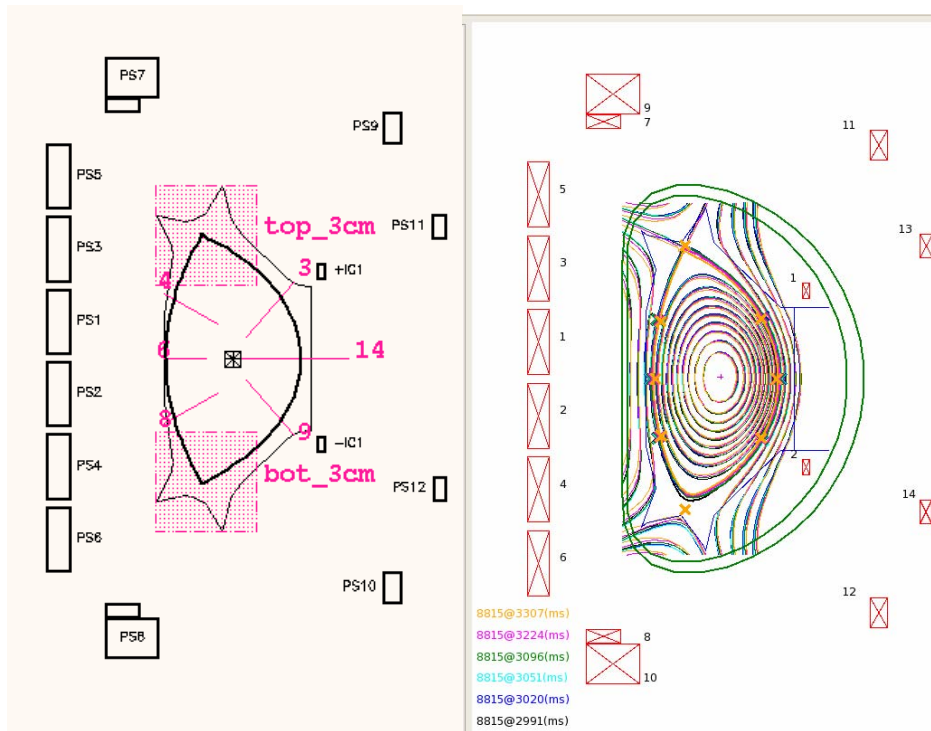 PS7
PS9
PS5
top_3cm
PS11
PS3
3
+IC1
4
PS1
6
14
PS2
8
9
-IC1
PS4
bot_3cm
PS12
PS6
PS10
PS8
9
7
11
5
13
3
1
1
2
2
4
14
6
12
8815@3307(ms)
8815@3224(ms)
8
8815@3096(ms)
8815@3051(ms)
10
8815@3020(ms)
8815@2991(ms)